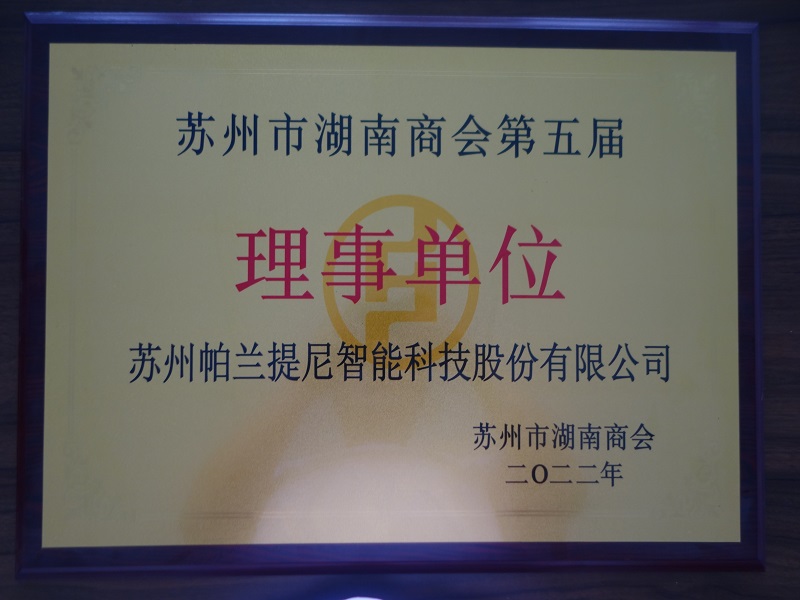 苏州市湖南商会第五届
理事单位
苏州帕兰提尼智能科技股份有限公司
苏州市湖南商会
二〇二二年